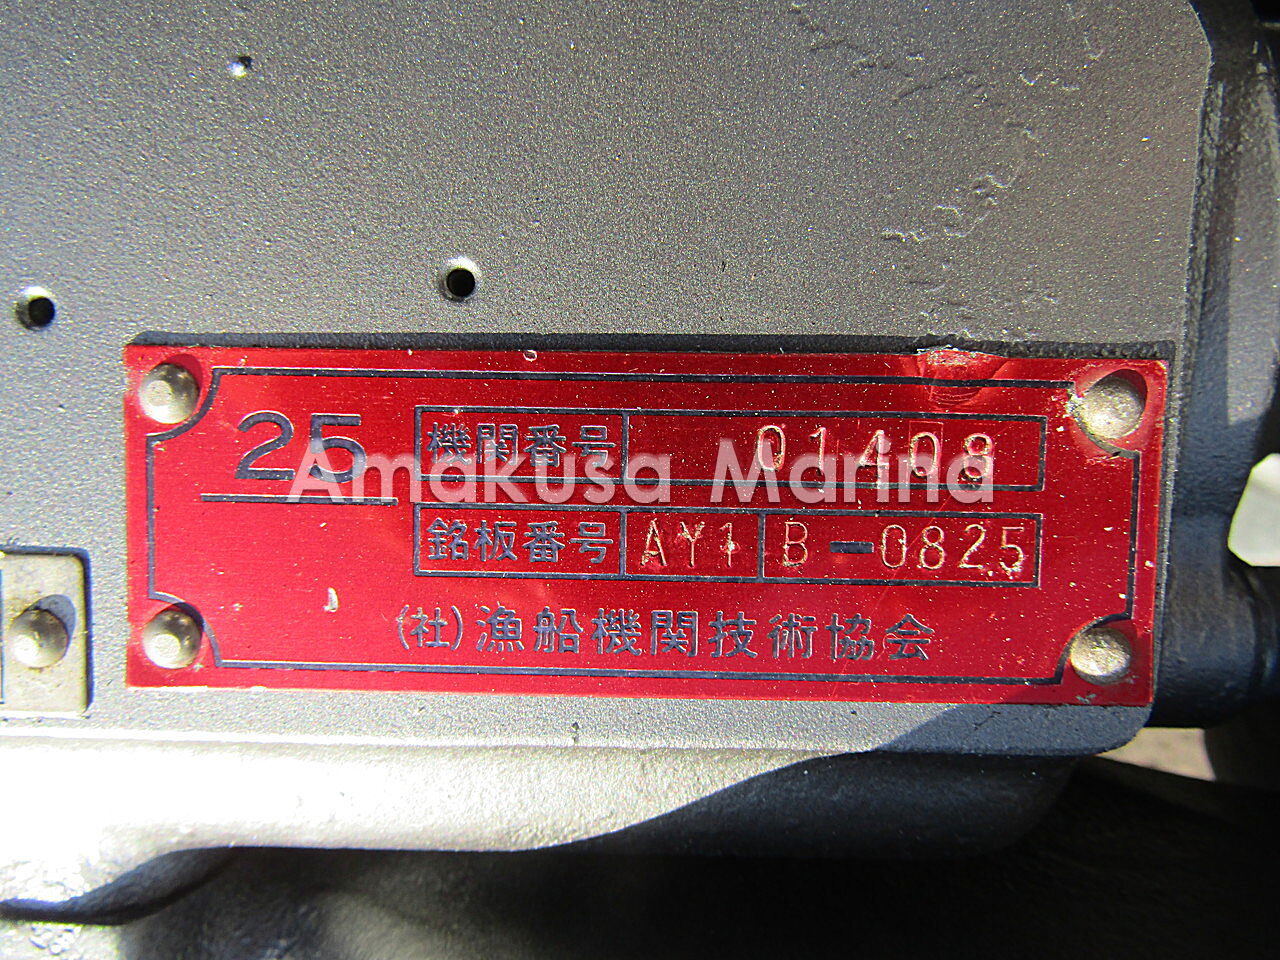 25
機関番号 01408
銘板番号 AY1 B-0825
(社)漁船機関技術協会
Amakusa Marina